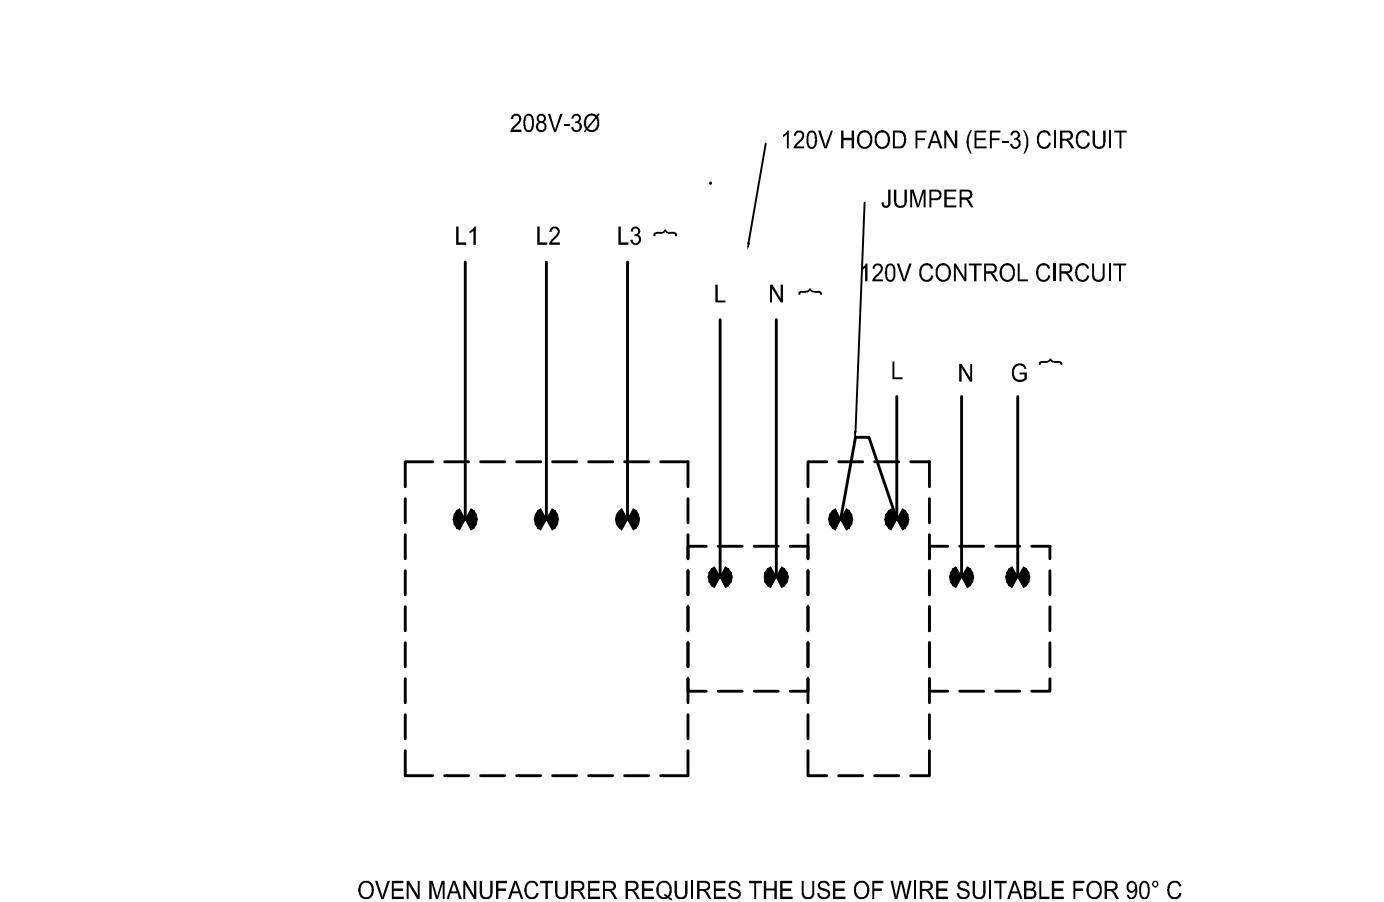 208V-3Ø
120V HOOD FAN (EF-3) CIRCUIT
JUMPER
L1 L2 L3
120V CONTROL CIRCUIT
L N
L N G
OVEN MANUFACTURER REQUIRES THE USE OF WIRE SUITABLE FOR 90° C